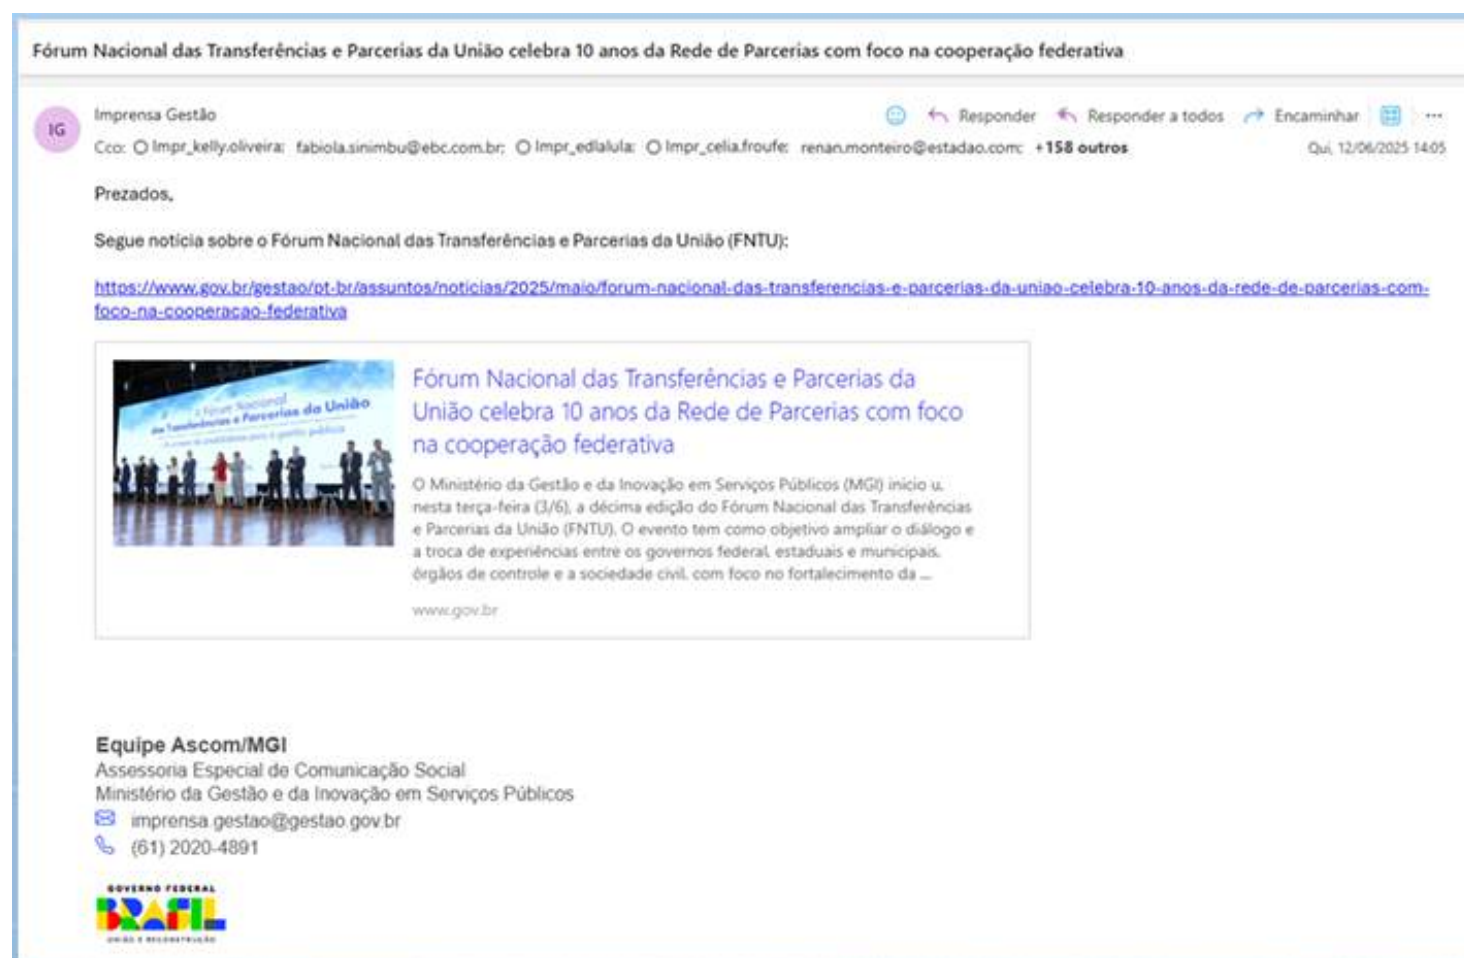 Fórum Nacional das Transferências e Parcerias da União celebra 10 anos da Rede de Parcerias com foco na cooperação federativa
IG
Imprensa Gestão
Responder
Responder a todos
Encaminhar
Cco: Impr_kelly.oliveira; fabiola.sinimbu@ebc.com.br; Impr_edlalula; Impr_celia.froufe; renan.monteiro@estadao.com; +158 outros
Qui, 12/06/2025 14:05
Prezados,
Segue notícia sobre o Fórum Nacional das Transferências e Parcerias da União (FNTU):
https://www.gov.br/gestao/pt-br/assuntos/noticias/2025/maio/forum-nacional-das-transferencias-e-parcerias-da-uniao-celebra-10-anos-da-rede-de-parcerias-com-
foco-na-cooperacao-federativa
X Fórum Nacional
das Transferências e Parcerias da União
Fórum Nacional das Transferências e Parcerias da
União celebra 10 anos da Rede de Parcerias com foco
na cooperação federativa
O Ministério da Gestão e da Inovação em Serviços Públicos (MGI) inicio u,
nesta terça-feira (3/6), a décima edição do Fórum Nacional das Transferências
e Parcerias da União (FNTU). O evento tem como objetivo ampliar o diálogo e
a troca de experiências entre os governos federal, estaduais e municipais,
órgãos de controle e a sociedade civil, com foco no fortalecimento da ...
www.gov.br
Equipe Ascom/MGI
Assessoria Especial de Comunicação Social
Ministério da Gestão e da Inovação em Serviços Públicos
imprensa.gestao@gestao.gov.br
(61) 2020-4891
GOVERNO FEDERAL
BRASIL
UNIÃO E RECONSTRUÇÃO